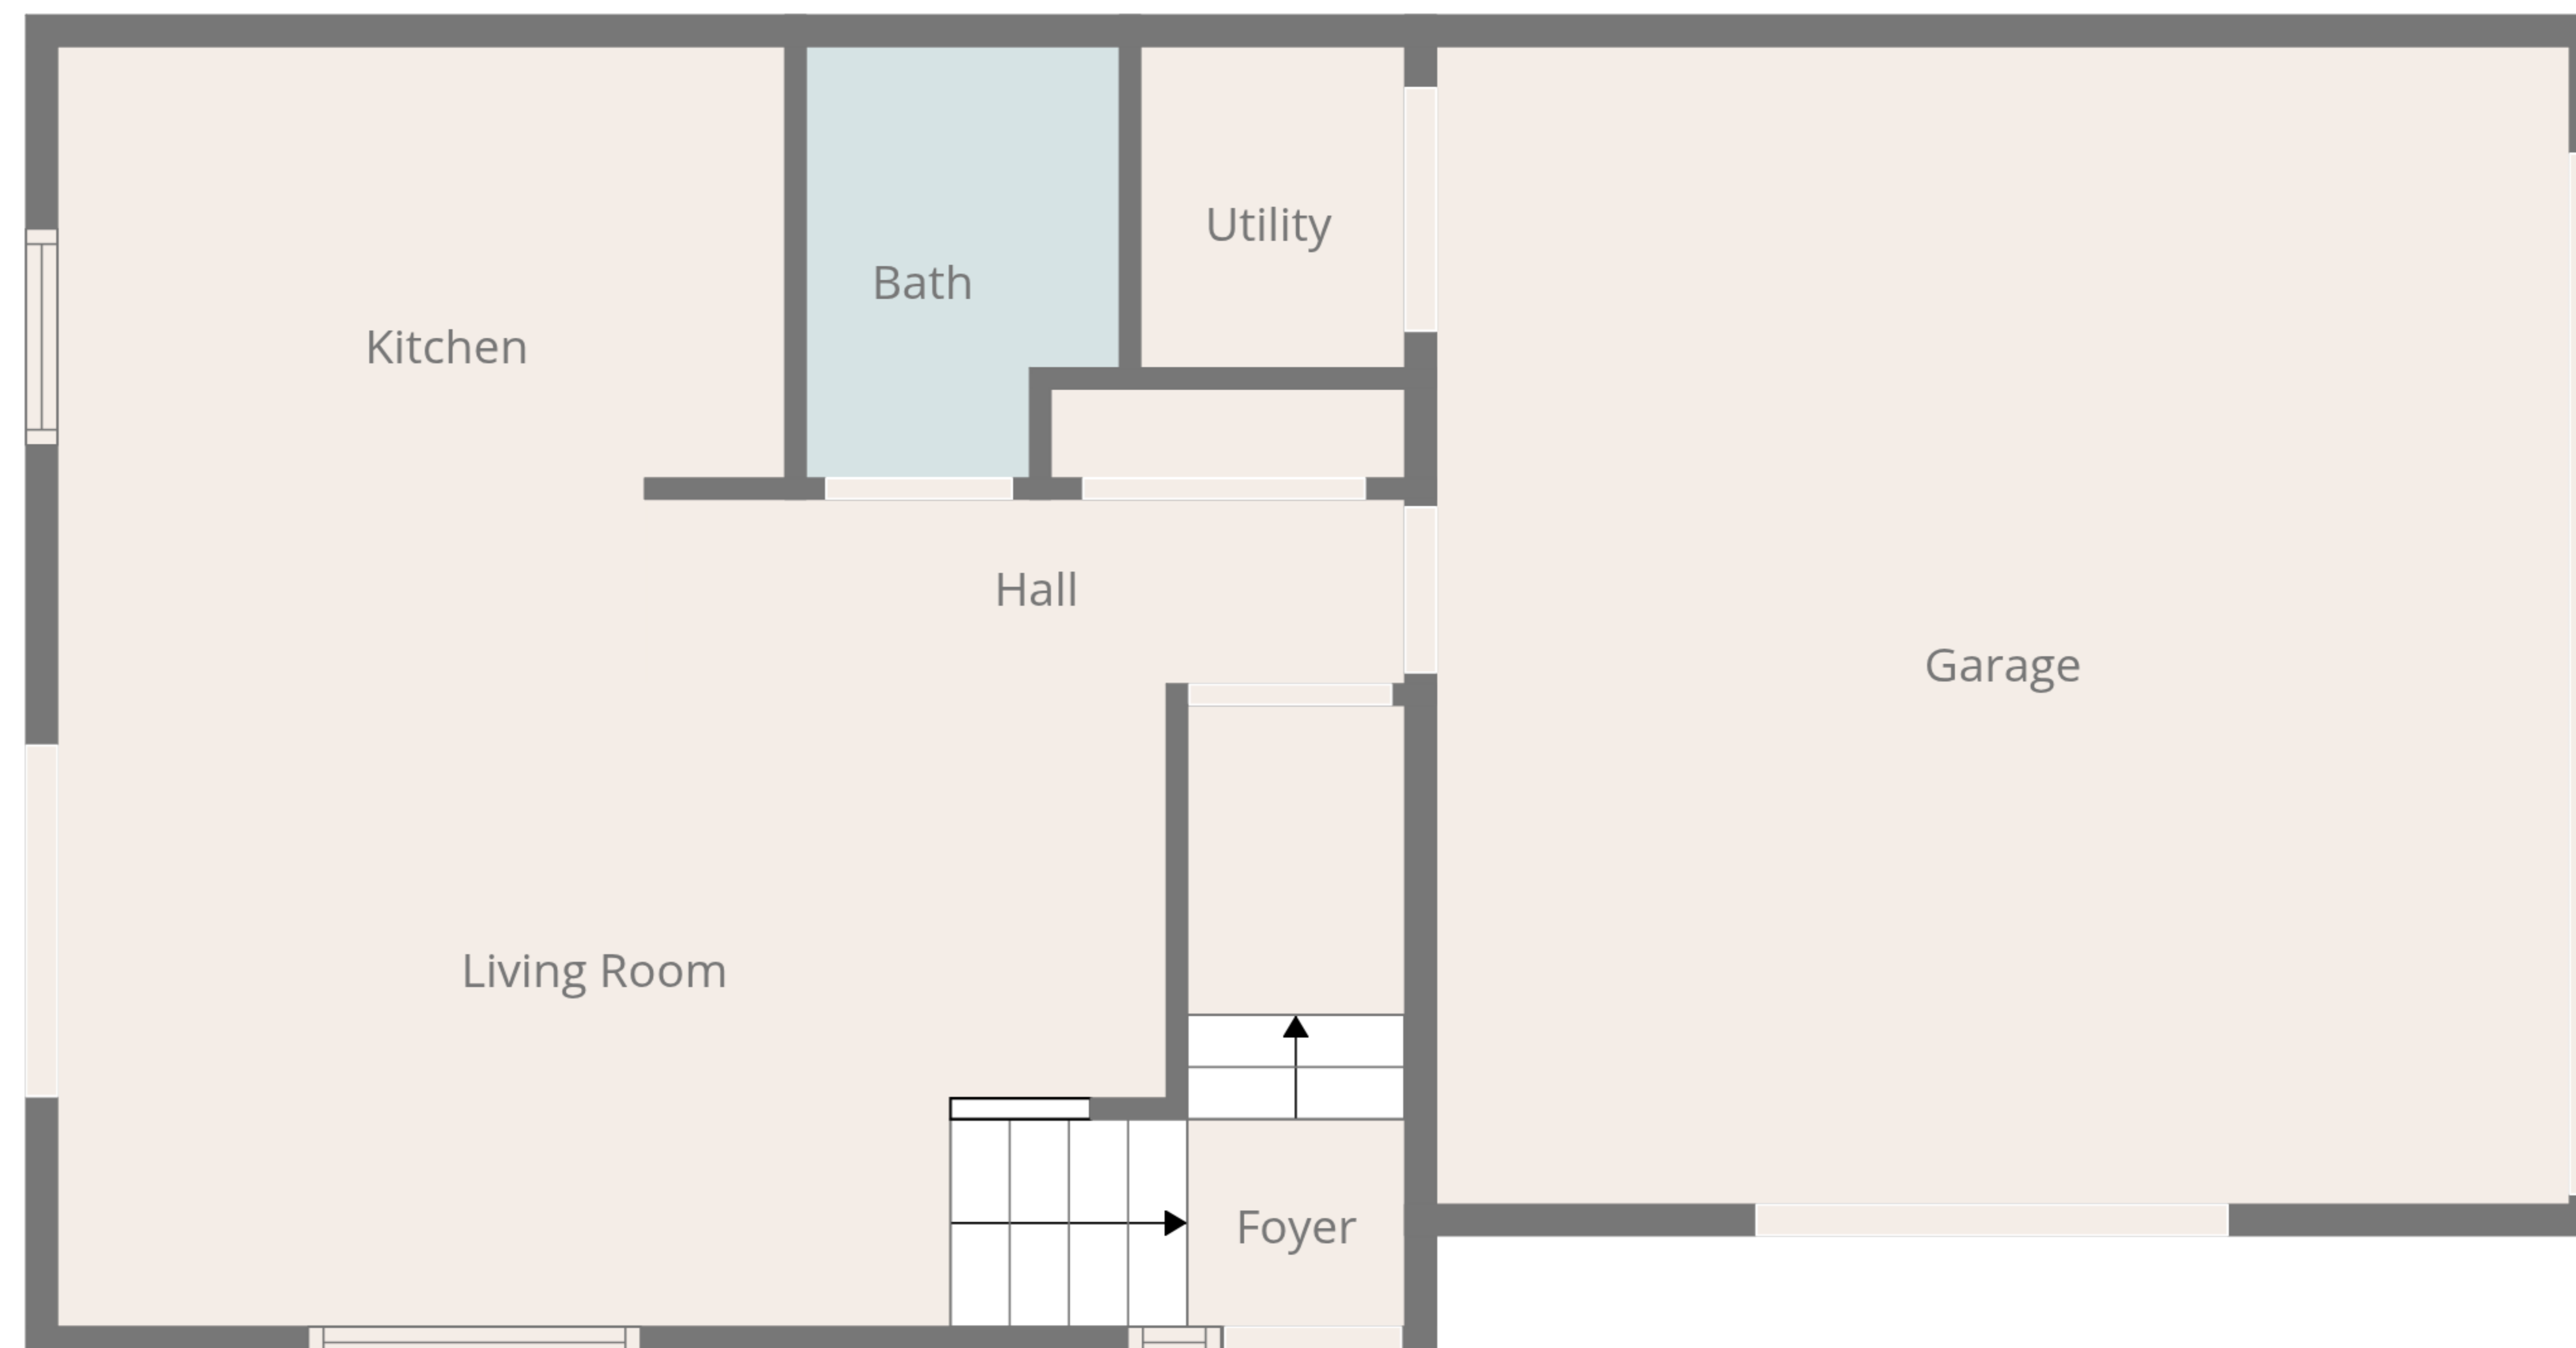 Utility
Bath
Kitchen
Hall
Garage
Living Room
Foyer